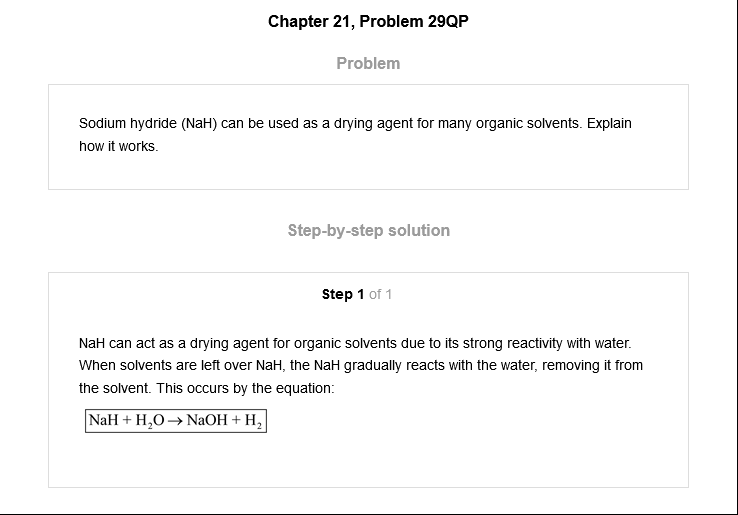 Chapter 21, Problem 29QP
Problem
Sodium hydride (NaH) can be used as a drying agent for many organic solvents. Explain
how it works.
Step-by-step solution
Step 1 of 1
NaH can act as a drying agent for organic solvents due to its strong reactivity with water.
When solvents are left over NaH, the NaH gradually reacts with the water, removing it from
the solvent. This occurs by the equation:
NaH + H₂O → NaOH + H₂